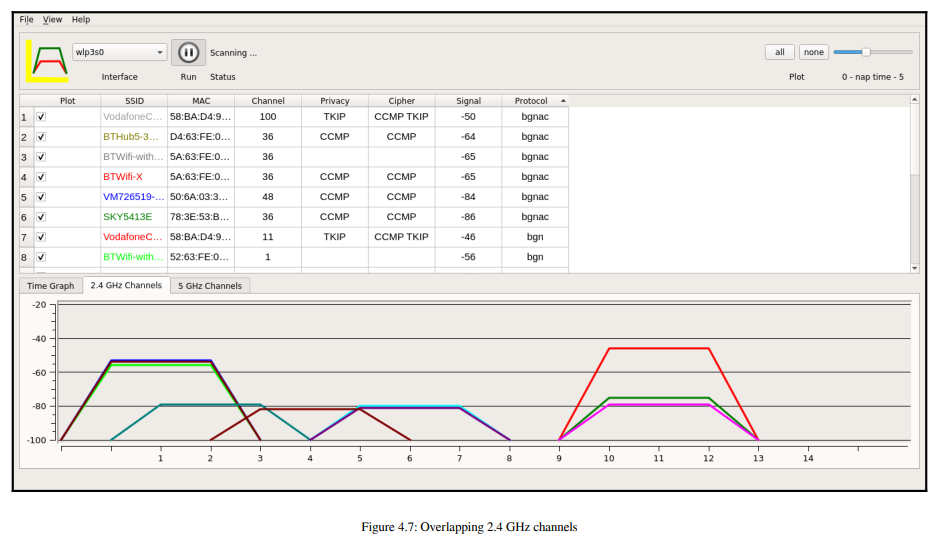 File View Help
wlp3s0 Scanning ... all none
Interface Run Status Plot 0 - nap time - 5
Plot SSID MAC Channel Privacy Cipher Signal Protocol
1 VodafoneC... 58:BA:D4:9... 100 TKIP CCMP TKIP -50 bgnac
2 BTHub5-3... D4:63:FE:0... 36 CCMP CCMP -64 bgnac
3 BTWifi-with... 5A:63:FE:0... 36 -65 bgnac
4 BTWifi-X 5A:63:FE:0... 36 CCMP CCMP -65 bgnac
5 VM726519-... 50:6A:03:3... 48 CCMP CCMP -84 bgnac
6 SKY5413E 78:3E:53:B... 36 CCMP CCMP -86 bgnac
7 VodafoneC... 58:BA:D4:9... 11 TKIP CCMP TKIP -46 bgn
8 BTWifi-with... 52:63:FE:0... 1 -56 bgn
Time Graph 2.4 GHz Channels 5 GHz Channels
-20
-40
-60
-80
-100
1 2 3 4 5 6 7 8 9 10 11 12 13 14
Figure 4.7: Overlapping 2.4 GHz channels